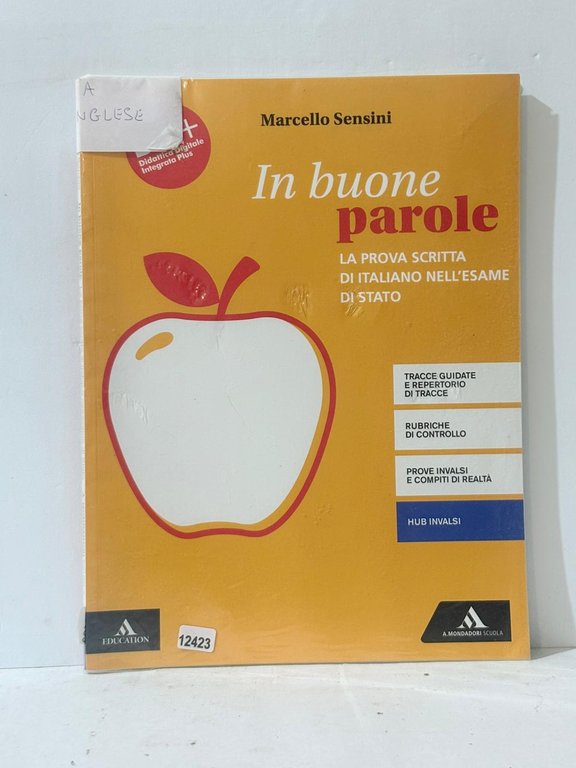 A
NGLESE
Marcello Sensini
Didattica Digitale
Integrata Plus
In buone
parole
LA PROVA SCRITTA
DI ITALIANO NELL'ESAME
DI STATO
TRACCE GUIDATE
E REPERTORIO
DI TRACCE
RUBRICHE
DI CONTROLLO
PROVE INVALSI
E COMPITI DI REALTÀ
HUB INVALSI
EDUCATION
12423
A.MONDADORI SCUOLA